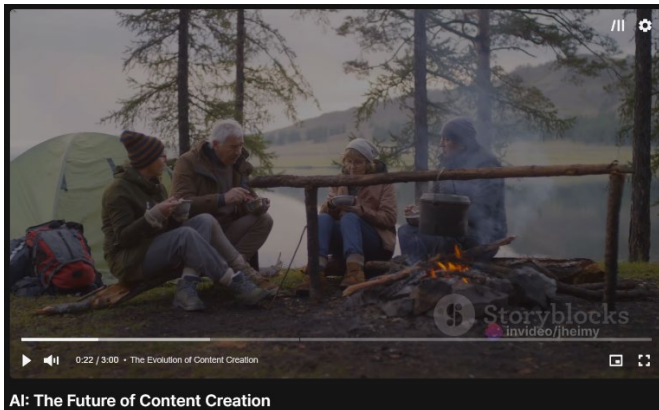 Storyblocks
invideo/jheimy
0:22 / 3:00 • The Evolution of Content Creation
AI: The Future of Content Creation